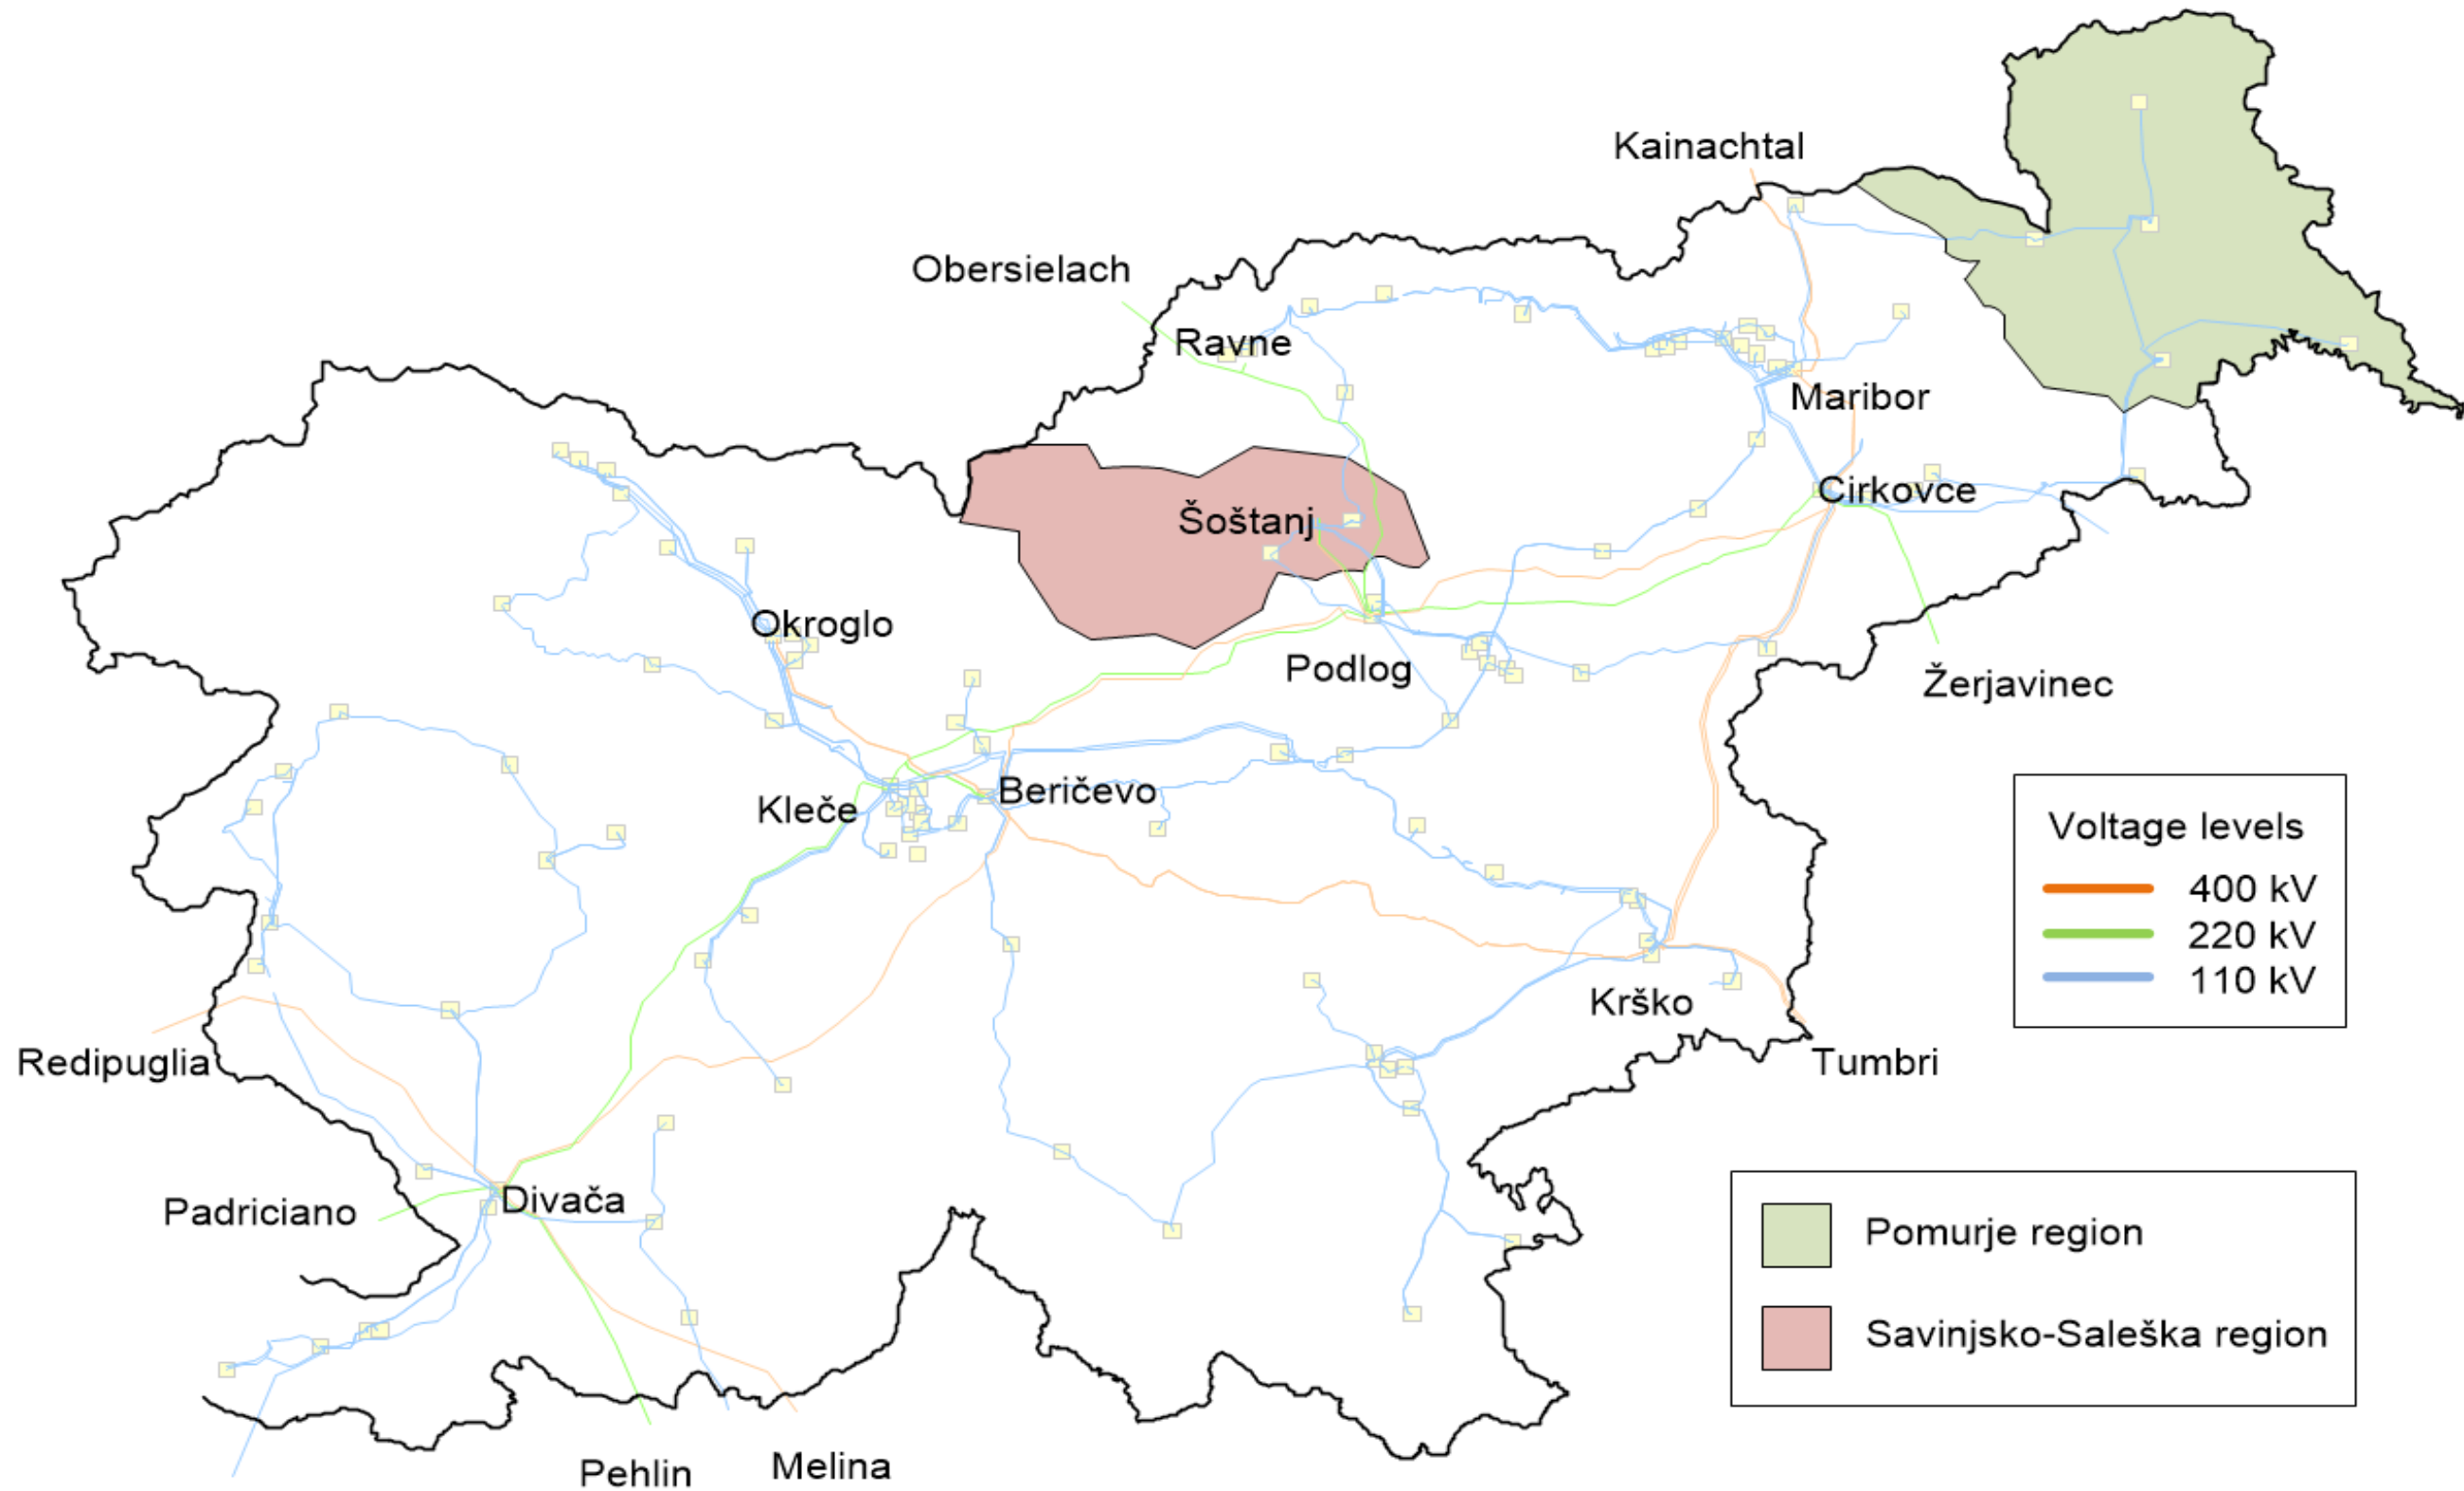 Kainachtal
Obersielach
Ravne
Maribor
Cirkovce
Šoštanj
Okroglo
Podlog
Žerjavinec
Beričevo
Kleče
Voltage levels
400 kV
220 kV
110 kV
Krško
Redipuglia
Tumbri
Divača
Padriciano
Pomurje region
Savinjsko-Saleška region
Melina
Pehlin